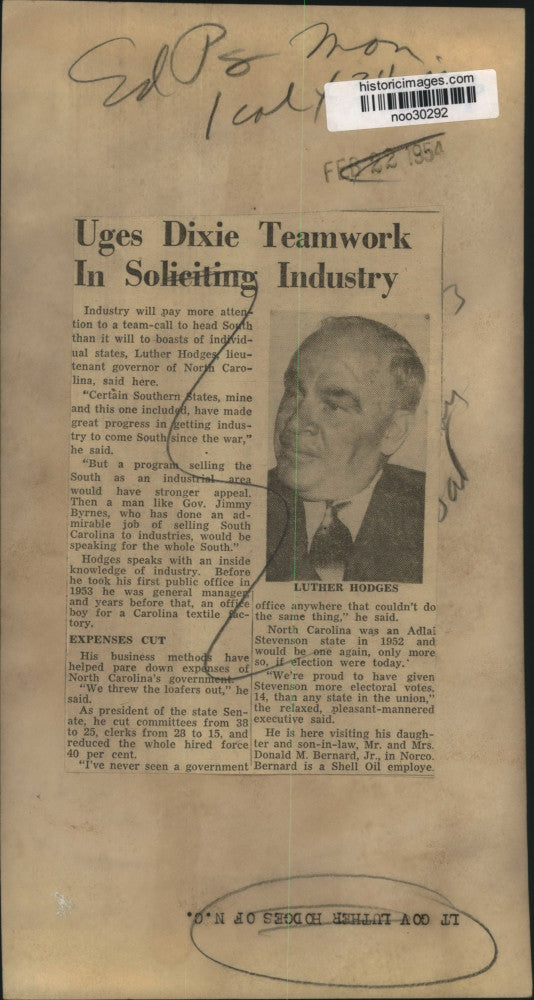 Ed Pg Mon
1 col
historicimages.com
noo30292
FEB 22 1954
Uges Dixie Teamwork
In Soliciting Industry
Industry will pay more atten-
tion to a team-call to head South
than it will to boasts of individ-
ual states, Luther Hodges, lieu-
tenant governor of North Caro-
lina, said here.
"Certain Southern States, mine
and this one included, have made
great progress in getting indus-
try to come South since the war,"
he said.
"But a program selling the
South as an industrial area
would have stronger appeal.
Then a man like Gov. Jimmy
Byrnes, who has done an ad-
mirable job of selling South
Carolina to industries, would be
speaking for the whole South."
Hodges speaks with an inside
knowledge of industry. Before
he took his first public office in
1953 he was general manager
and years before that, an office
boy for a Carolina textile fac-
tory.
EXPENSES CUT
His business methods have
helped pare down expenses of
North Carolina's government.
"We threw the loafers out," he
said.
As president of the state Sen-
ate, he cut committees from 38
to 25, clerks from 28 to 15, and
reduced the whole hired force
40 per cent.
"I've never seen a government
LUTHER HODGES
office anywhere that couldn't do
the same thing," he said.
North Carolina was an Adlai
Stevenson state in 1952 and
would be one again, only more
so, if election were today.
"We're proud to have given
Stevenson more electoral votes,
14, than any state in the union,"
the relaxed, pleasant-mannered
executive said.
He is here visiting his daugh-
ter and son-in-law, Mr. and Mrs.
Donald M. Bernard, Jr., in Norco.
Bernard is a Shell Oil employe.
3
LT GOV LUTHER HODGES OF N.C.